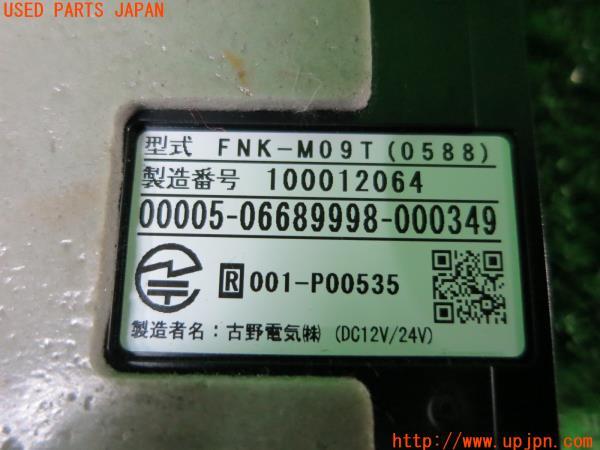 USED PARTS JAPAN
型式 FNK-M09T(0588)
製造番号 100012064
00005-06689998-000349
R 001-P00535
製造者名:古野電気㈱ (DC12V/24V)
http://www.upjpn.com